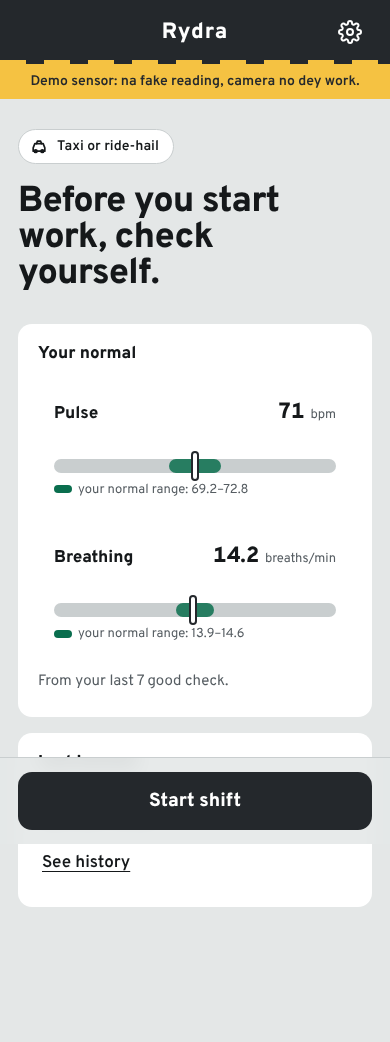 Rydra
Demo sensor: na fake reading, camera no dey work.
Taxi or ride-hail
Before you start
work, check
yourself.
Your normal
Pulse
71 bpm
your normal range: 69.2–72.8
Breathing
14.2 breaths/min
your normal range: 13.9–14.6
From your last 7 good check.
Start shift
See history